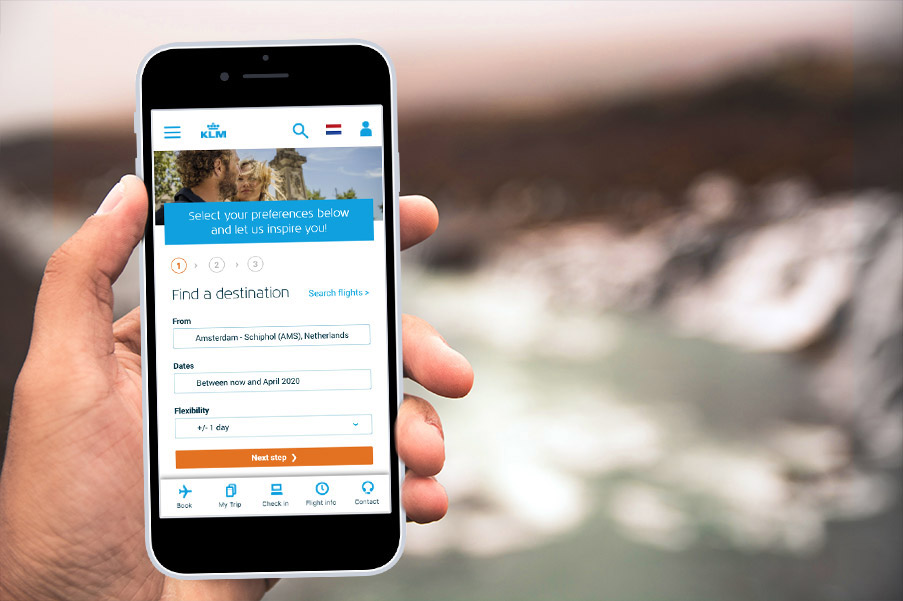 KLM
Select your preferences below
and let us inspire you!
1 › 2 › 3
Find a destination
Search flights >
From
Amsterdam - Schiphol (AMS), Netherlands
Dates
Between now and April 2020
Flexibility
+/- 1 day
Next step ❯
Book
My Trip
Check in
Flight info
Contact